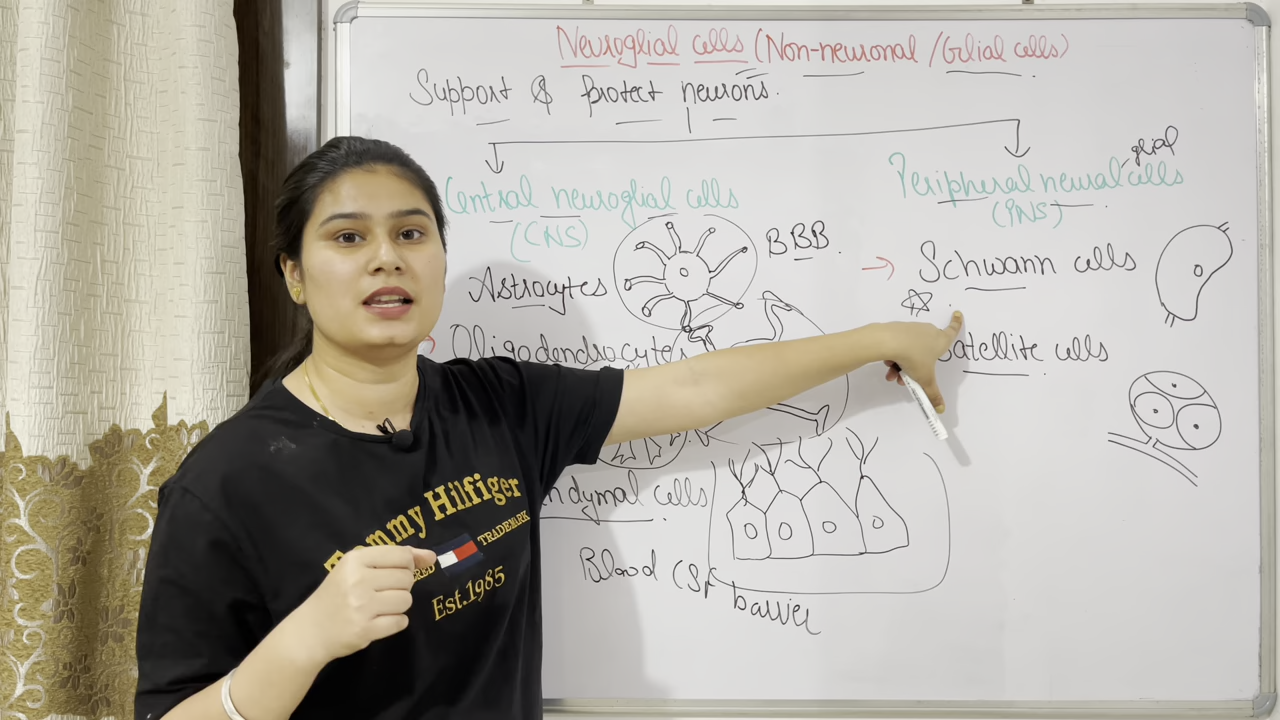 Neuroglial cells (Non-neuronal / Glial cells)
Support & protect neurons.
Central neuroglial cells
(CNS)
Astrocytes
BBB
Oligodendrocytes
ndymal cells
Blood CSF barrier
glial
Peripheral neural cells
(PNS)
→ Schwann cells
Satellite cells
Tommy Hilfiger
TRADEMARK
Est.1985